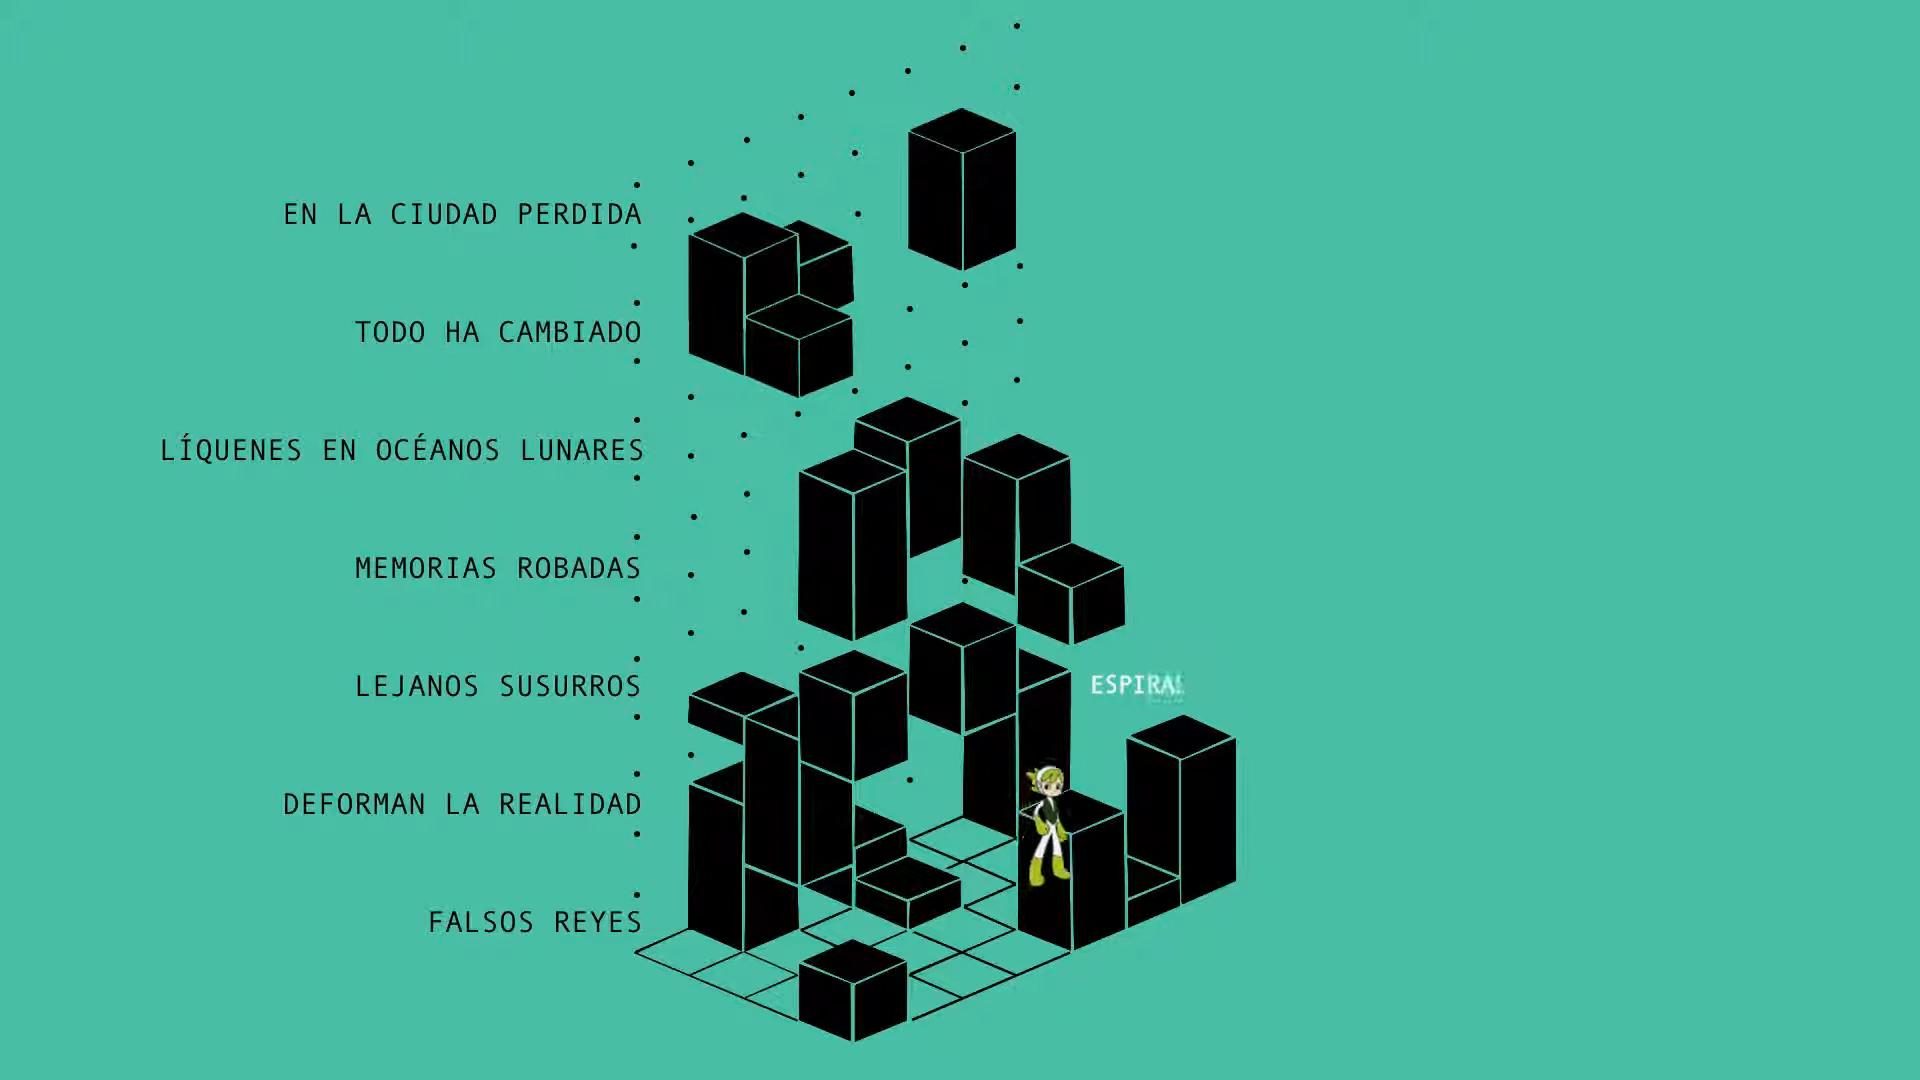 EN LA CIUDAD PERDIDA
TODO HA CAMBIADO
LÍQUENES EN OCÉANOS LUNARES
MEMORIAS ROBADAS
LEJANOS SUSURROS
ESPIRAL
DEFORMAN LA REALIDAD
FALSOS REYES